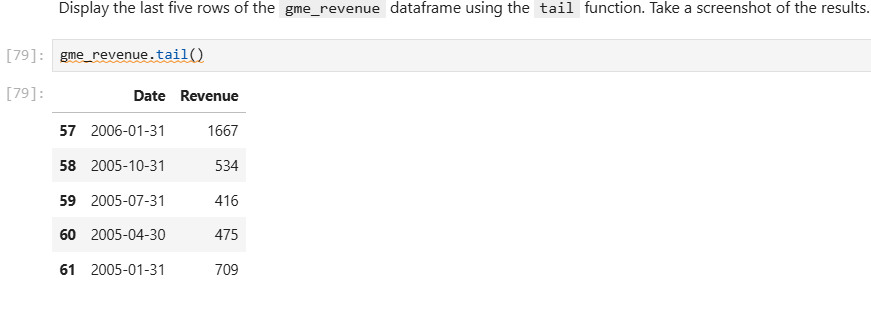 Display the last five rows of the gme_revenue dataframe using the tail function. Take a screenshot of the results.
[79]: gme_revenue.tail()
[79]:
Date Revenue
57 2006-01-31 1667
58 2005-10-31 534
59 2005-07-31 416
60 2005-04-30 475
61 2005-01-31 709